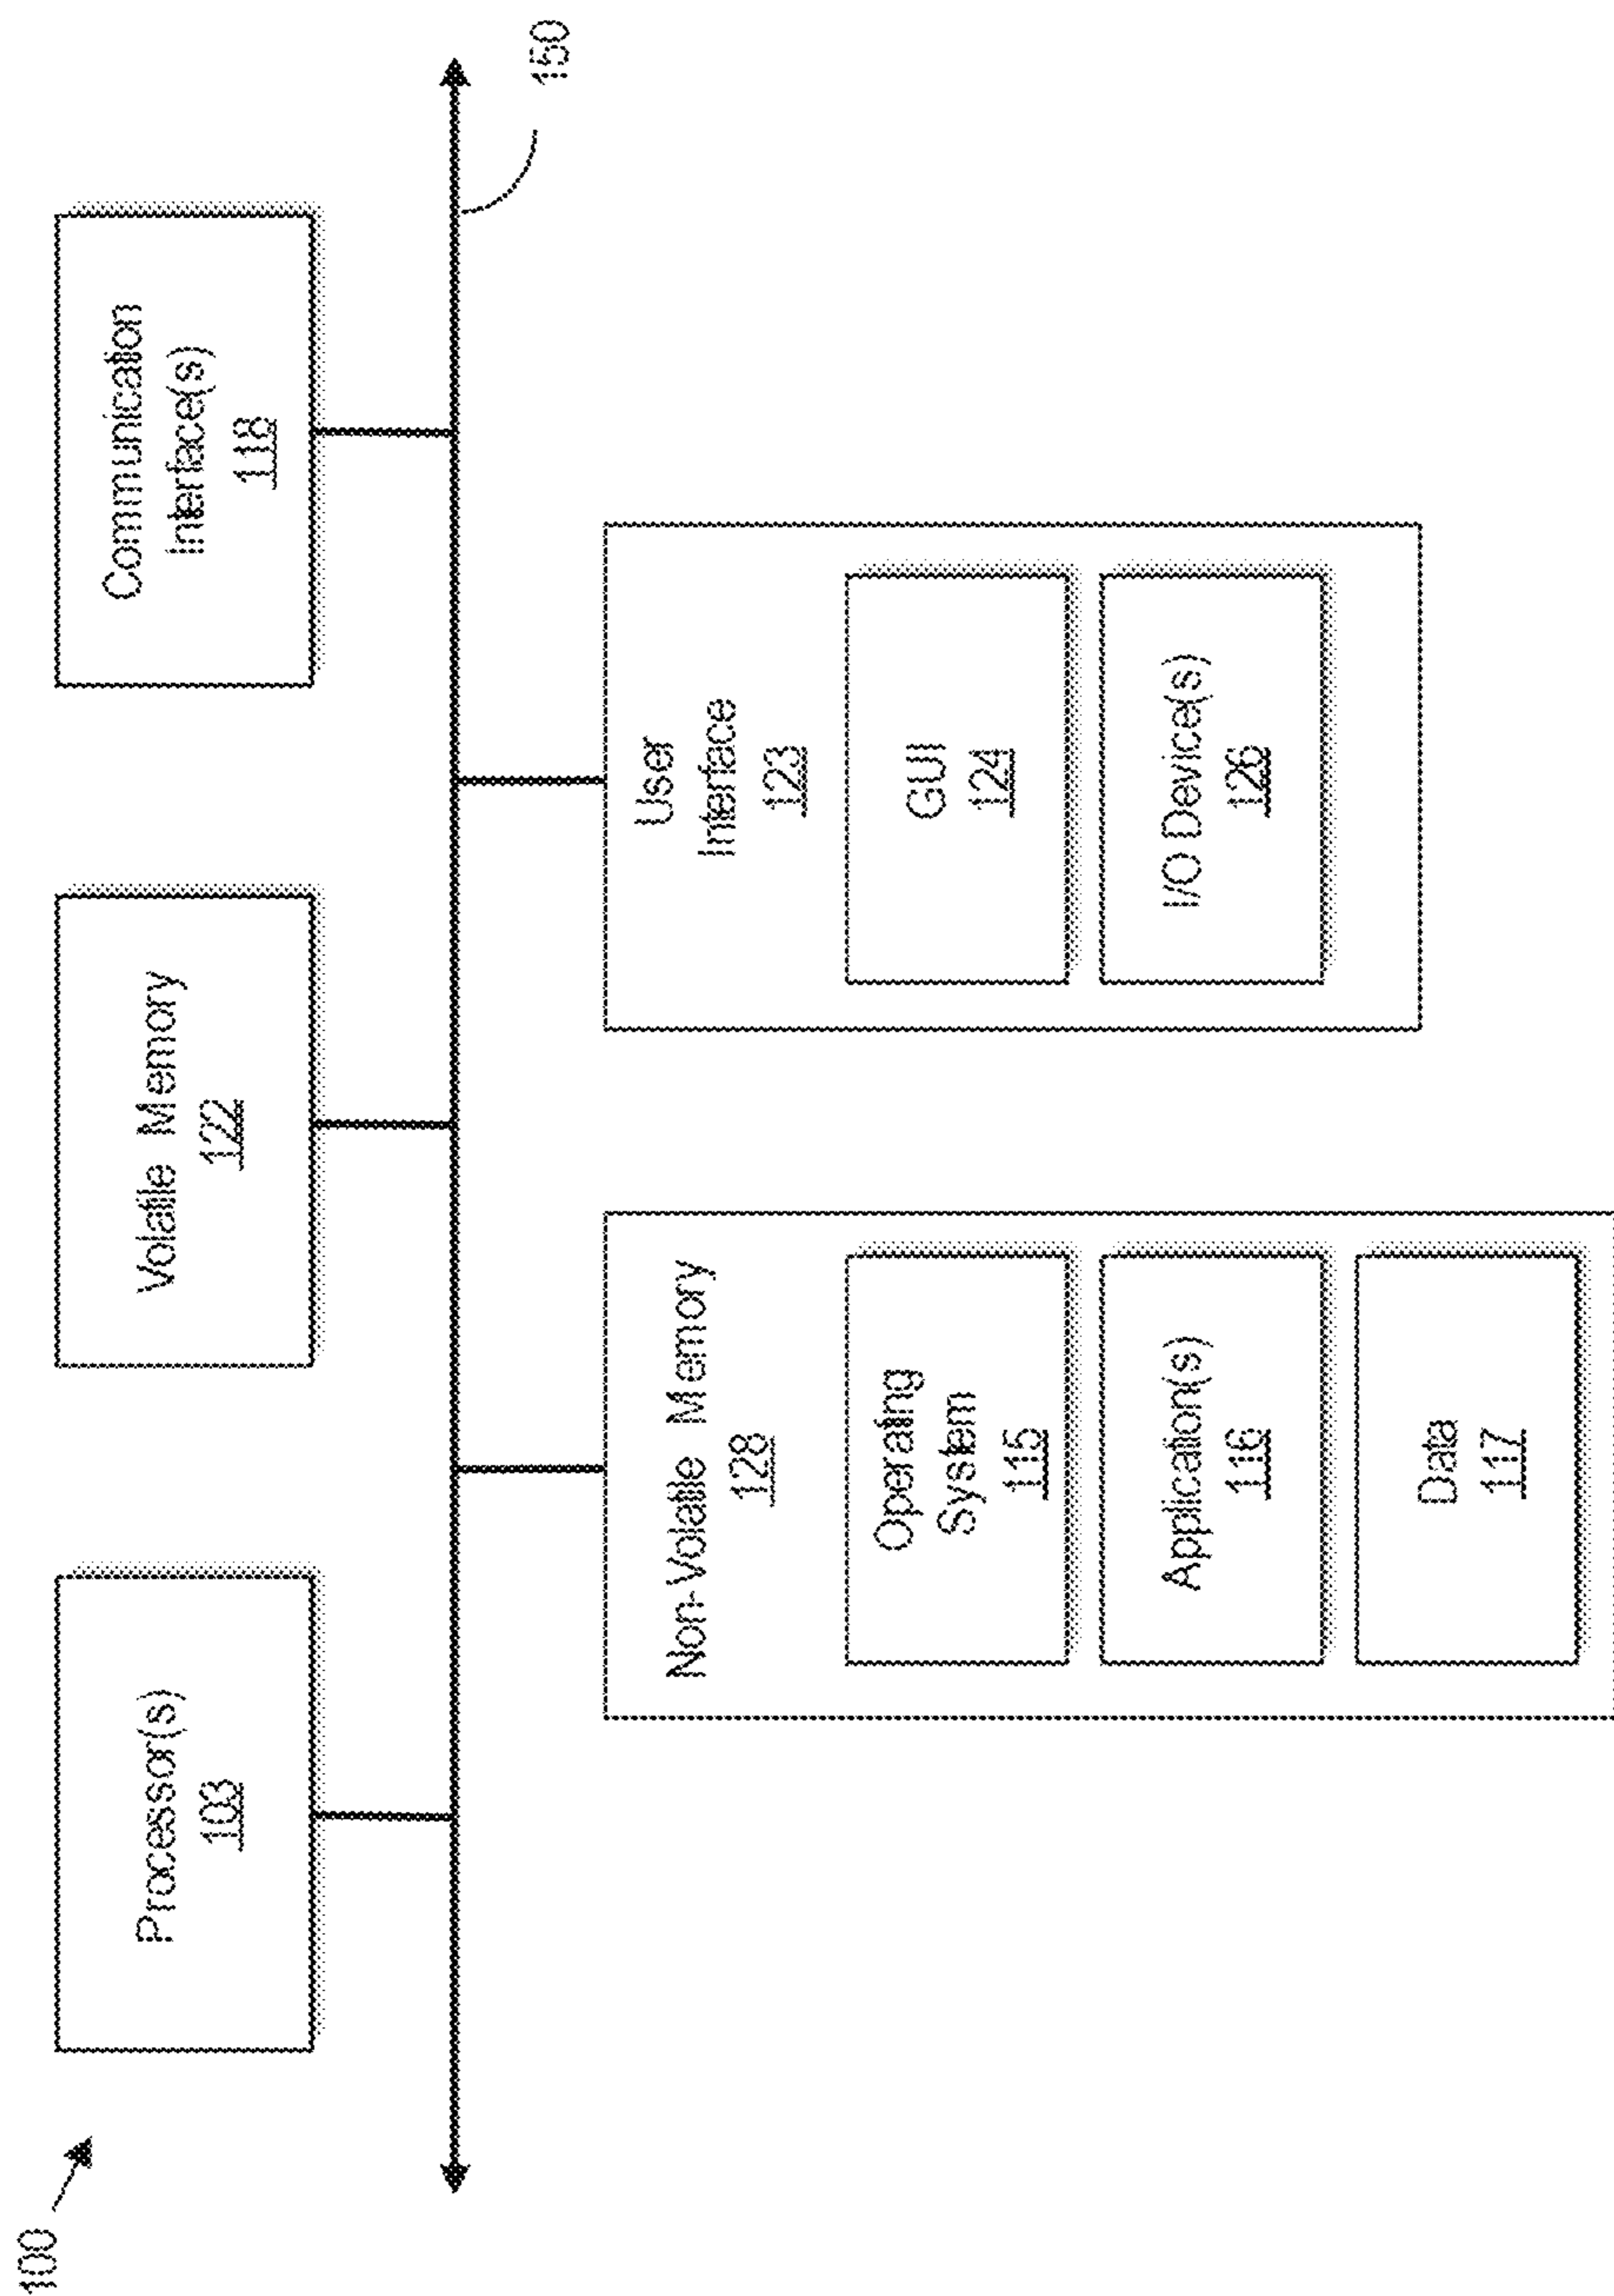 100
Processor(s)
103
Volatile Memory
122
Communication
Interface(s)
118
150
Non-Volatile Memory
128
Operating
System
115
Application(s)
116
Data
117
User
Interface
123
GUI
124
I/O Device(s)
126